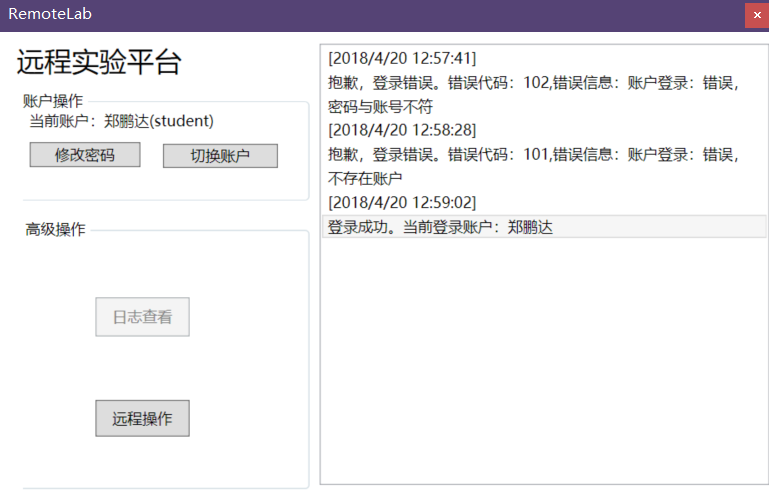 RemoteLab
远程实验平台
账户操作
当前账户：郑鹏达(student)
修改密码
切换账户
高级操作
日志查看
远程操作
[2018/4/20 12:57:41]
抱歉，登录错误。错误代码：102,错误信息：账户登录：错误，
密码与账号不符
[2018/4/20 12:58:28]
抱歉，登录错误。错误代码：101,错误信息：账户登录：错误，
不存在账户
[2018/4/20 12:59:02]
登录成功。当前登录账户：郑鹏达